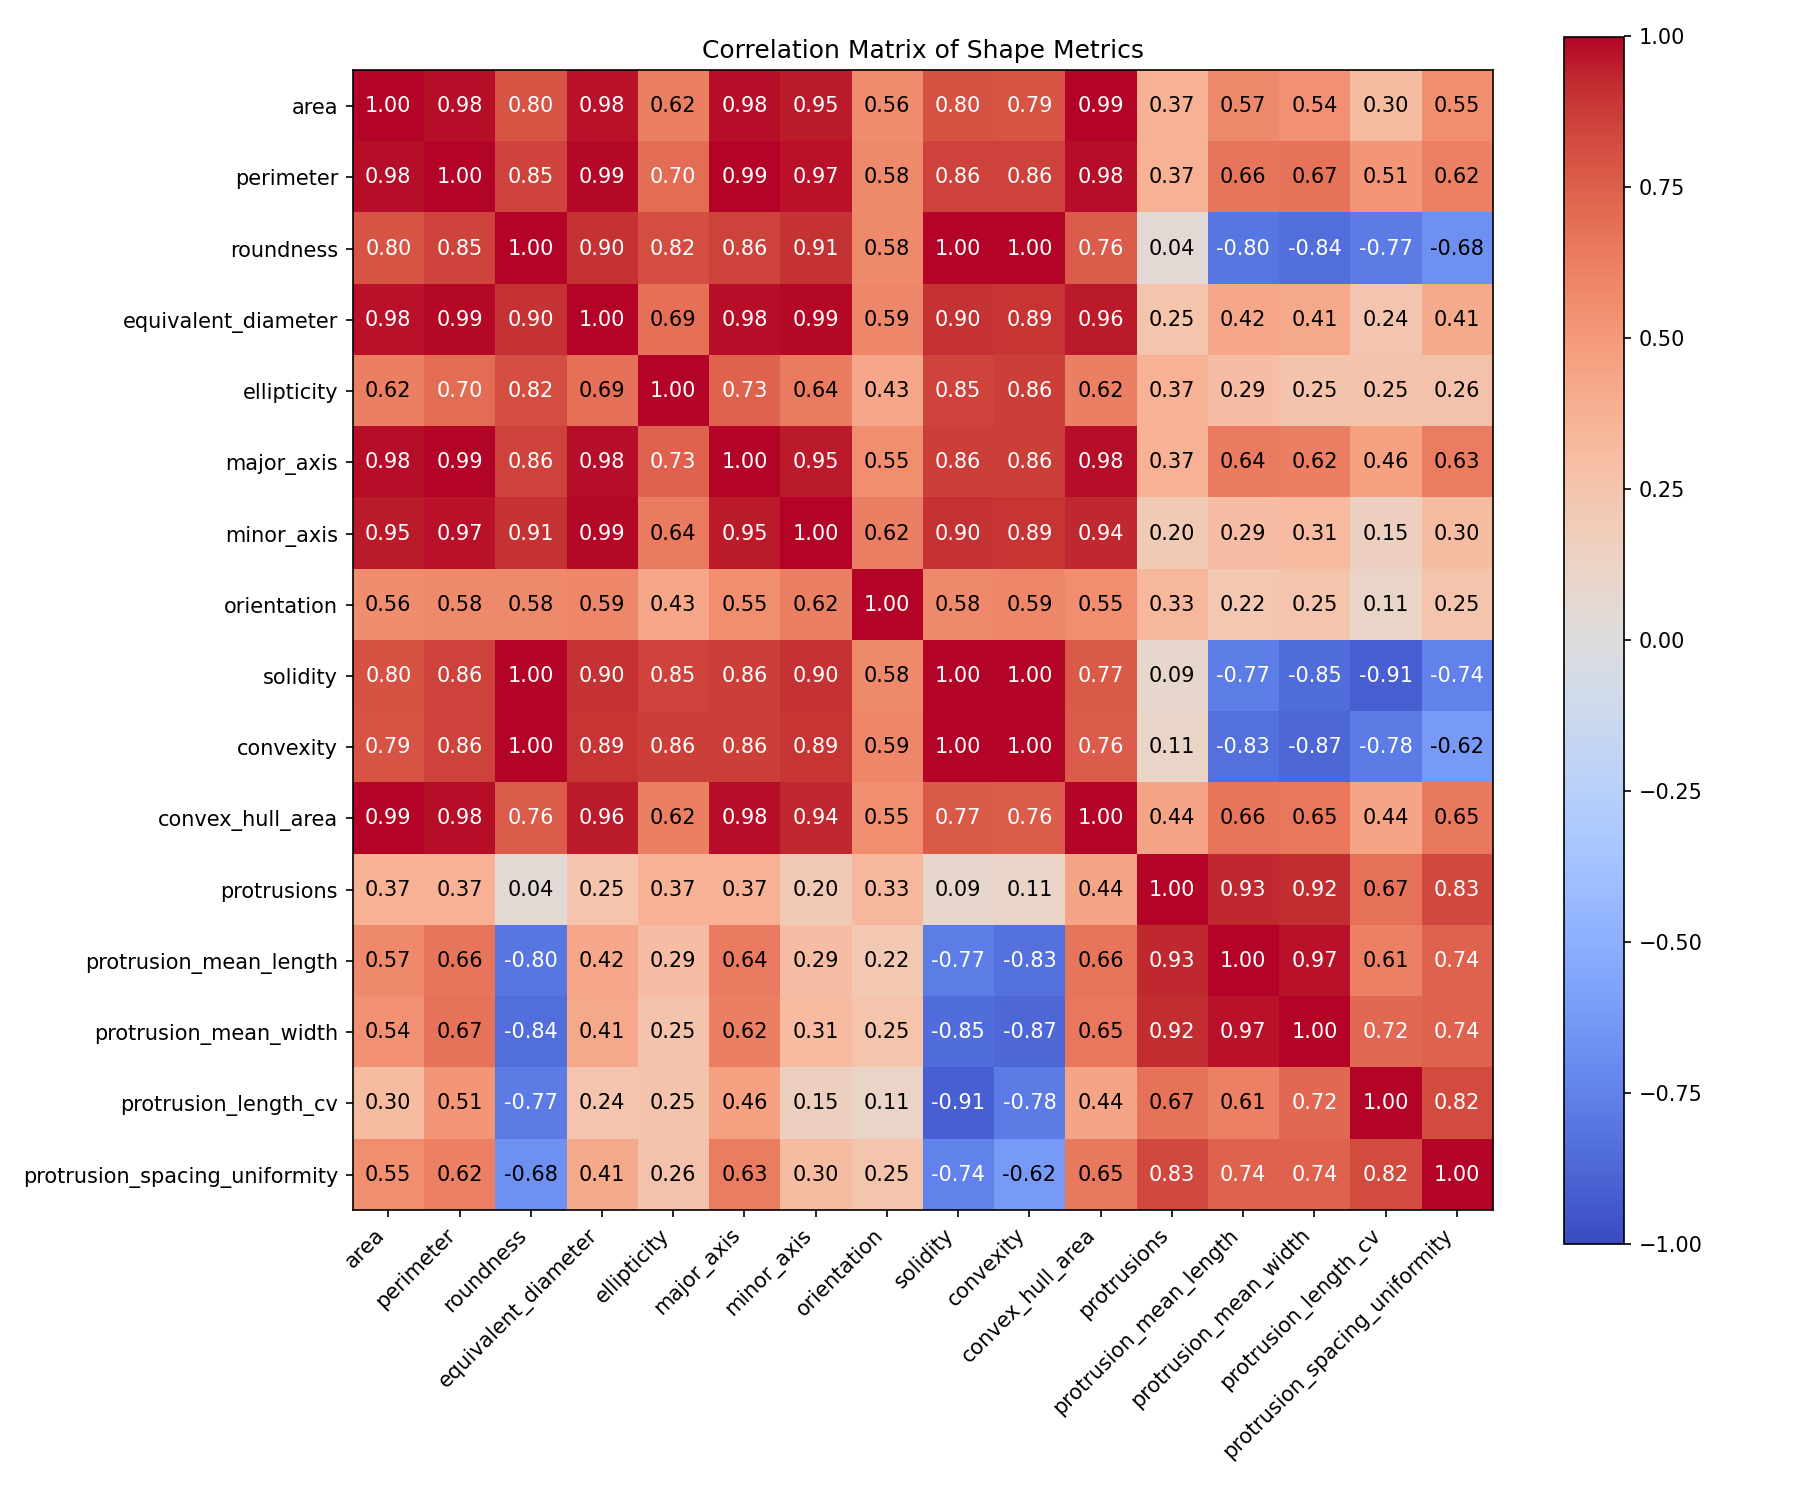 Correlation Matrix of Shape Metrics
area 1.00 0.98 0.80 0.98 0.62 0.98 0.95 0.56 0.80 0.79 0.99 0.37 0.57 0.54 0.30 0.55
perimeter 0.98 1.00 0.85 0.99 0.70 0.99 0.97 0.58 0.86 0.86 0.98 0.37 0.66 0.67 0.51 0.62
roundness 0.80 0.85 1.00 0.90 0.82 0.86 0.91 0.58 1.00 1.00 0.76 0.04 -0.80 -0.84 -0.77 -0.68
equivalent_diameter 0.98 0.99 0.90 1.00 0.69 0.98 0.99 0.59 0.90 0.89 0.96 0.25 0.42 0.41 0.24 0.41
ellipticity 0.62 0.70 0.82 0.69 1.00 0.73 0.64 0.43 0.85 0.86 0.62 0.37 0.29 0.25 0.25 0.26
major_axis 0.98 0.99 0.86 0.98 0.73 1.00 0.95 0.55 0.86 0.86 0.98 0.37 0.64 0.62 0.46 0.63
minor_axis 0.95 0.97 0.91 0.99 0.64 0.95 1.00 0.62 0.90 0.89 0.94 0.20 0.29 0.31 0.15 0.30
orientation 0.56 0.58 0.58 0.59 0.43 0.55 0.62 1.00 0.58 0.59 0.55 0.33 0.22 0.25 0.11 0.25
solidity 0.80 0.86 1.00 0.90 0.85 0.86 0.90 0.58 1.00 1.00 0.77 0.09 -0.77 -0.85 -0.91 -0.74
convexity 0.79 0.86 1.00 0.89 0.86 0.86 0.89 0.59 1.00 1.00 0.76 0.11 -0.83 -0.87 -0.78 -0.62
convex_hull_area 0.99 0.98 0.76 0.96 0.62 0.98 0.94 0.55 0.77 0.76 1.00 0.44 0.66 0.65 0.44 0.65
protrusions 0.37 0.37 0.04 0.25 0.37 0.37 0.20 0.33 0.09 0.11 0.44 1.00 0.93 0.92 0.67 0.83
protrusion_mean_length 0.57 0.66 -0.80 0.42 0.29 0.64 0.29 0.22 -0.77 -0.83 0.66 0.93 1.00 0.97 0.61 0.74
protrusion_mean_width 0.54 0.67 -0.84 0.41 0.25 0.62 0.31 0.25 -0.85 -0.87 0.65 0.92 0.97 1.00 0.72 0.74
protrusion_length_cv 0.30 0.51 -0.77 0.24 0.25 0.46 0.15 0.11 -0.91 -0.78 0.44 0.67 0.61 0.72 1.00 0.82
protrusion_spacing_uniformity 0.55 0.62 -0.68 0.41 0.26 0.63 0.30 0.25 -0.74 -0.62 0.65 0.83 0.74 0.74 0.82 1.00
area
perimeter
roundness
equivalent_diameter
ellipticity
major_axis
minor_axis
orientation
solidity
convexity
convex_hull_area
protrusions
protrusion_mean_length
protrusion_mean_width
protrusion_length_cv
protrusion_spacing_uniformity
1.00
0.75
0.50
0.25
0.00
−0.25
−0.50
−0.75
−1.00